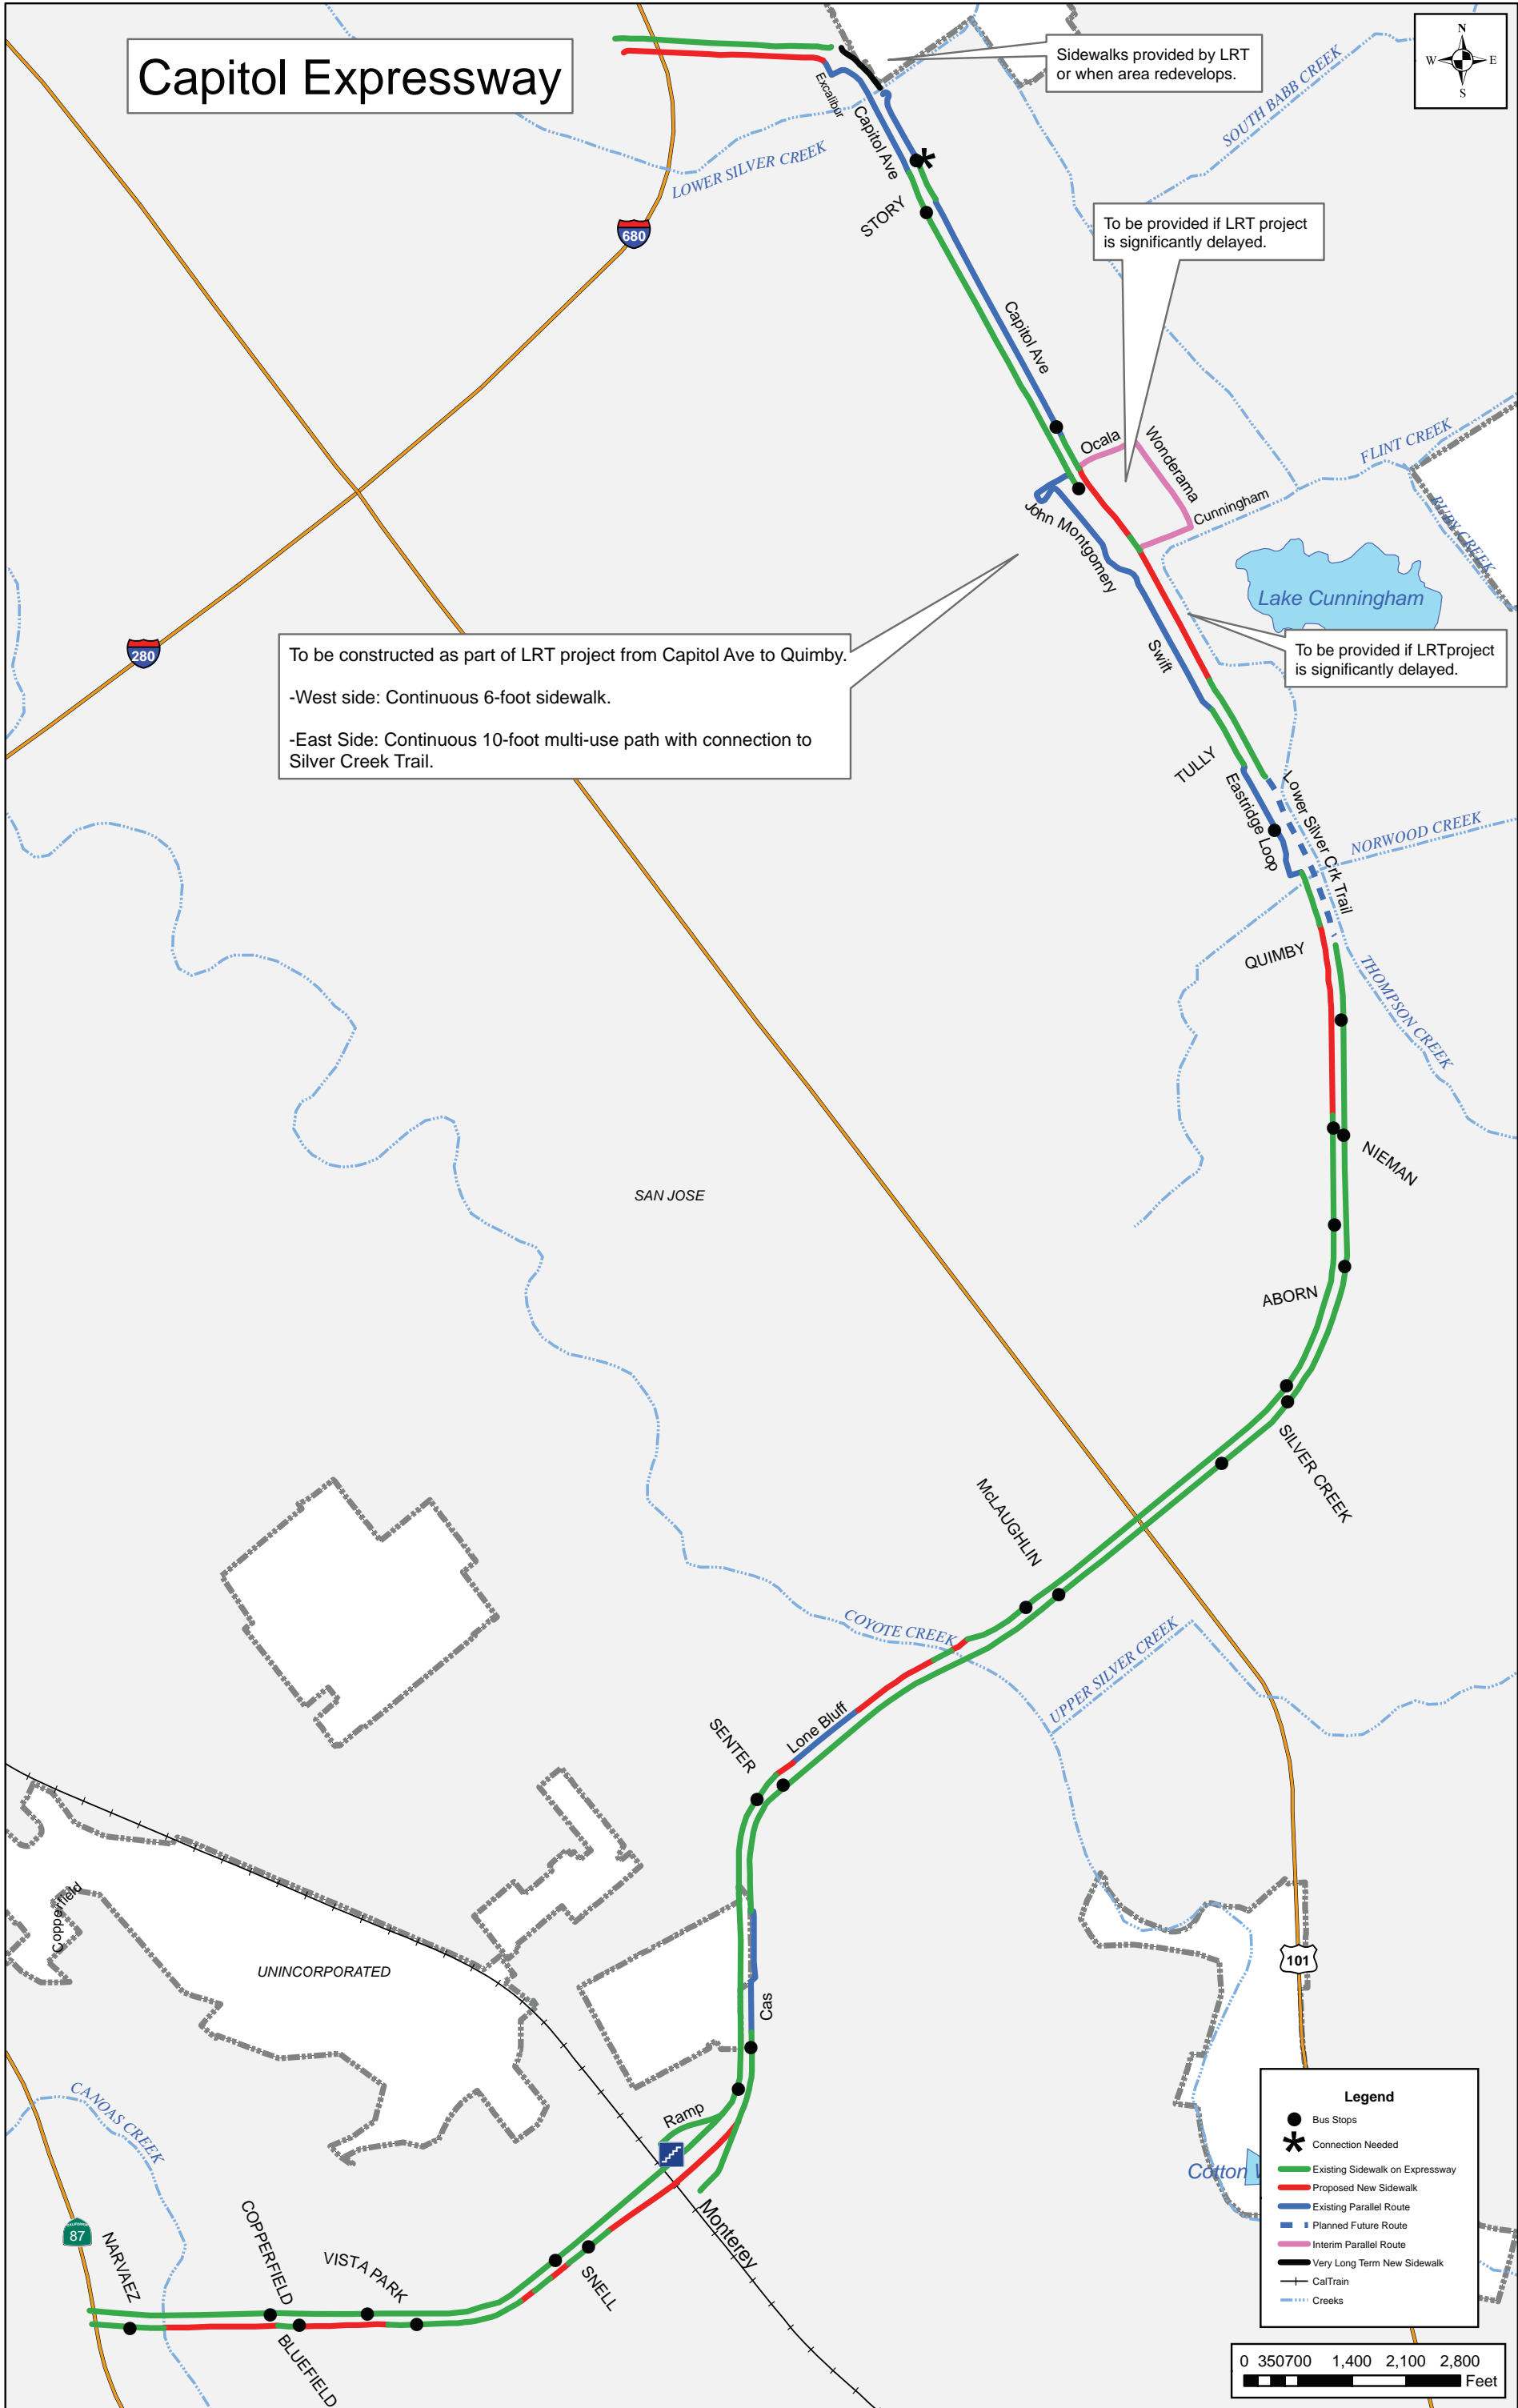 Capitol Expressway
Sidewalks provided by LRT
or when area redevelops.
N
W
E
S
SOUTH BABB CREEK
Excalibur
Capitol Ave
LOWER SILVER CREEK
STORY
680
To be provided if LRT project
is significantly delayed.
Capitol Ave
Ocala
Wonderama
Cunningham
FLINT CREEK
RUBY CREEK
John Montgomery
Lake Cunningham
280
To be constructed as part of LRT project from Capitol Ave to Quimby.
-West side: Continuous 6-foot sidewalk.
-East Side: Continuous 10-foot multi-use path with connection to
Silver Creek Trail.
Swift
To be provided if LRTproject
is significantly delayed.
TULLY
Eastridge Loop
Lower Silver Crk Trail
NORWOOD CREEK
QUIMBY
THOMPSON CREEK
NIEMAN
SAN JOSE
ABORN
SILVER CREEK
McLAUGHLIN
COYOTE CREEK
UPPER SILVER CREEK
SENTER
Lone Bluff
Copperfield
UNINCORPORATED
101
Cas
Ramp
CANOAS CREEK
Monterey
CALIFORNIA
87
NARVAEZ
COPPERFIELD
VISTA PARK
SNELL
BLUEFIELD
Cotton W
Legend
Bus Stops
Connection Needed
Existing Sidewalk on Expressway
Proposed New Sidewalk
Existing Parallel Route
Planned Future Route
Interim Parallel Route
Very Long Term New Sidewalk
CalTrain
Creeks
0 350700 1,400 2,100 2,800
Feet